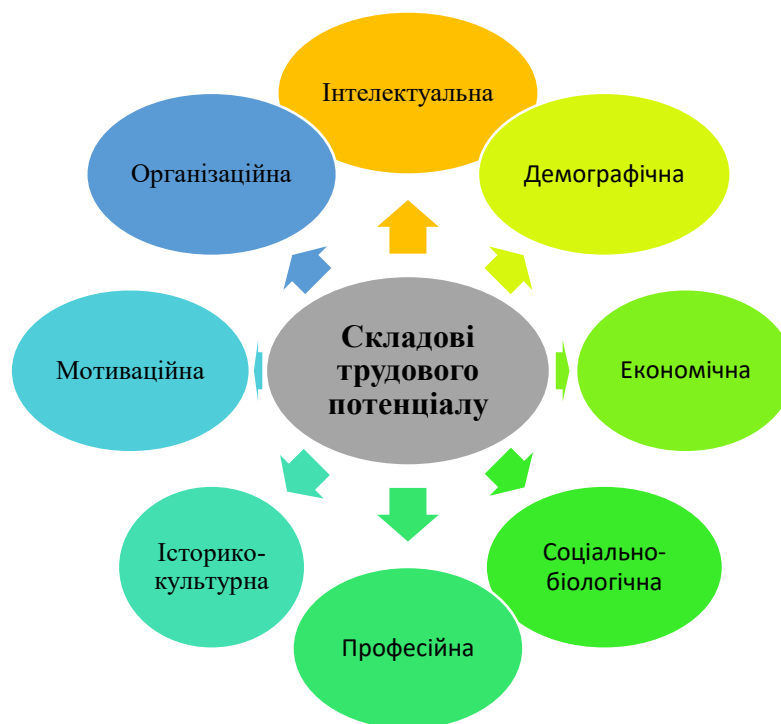 Інтелектуальна
Організаційна
Демографічна
Складові
трудового
потенціалу
Мотиваційна
Економічна
Історико-
культурна
Соціально-
біологічна
Професійна